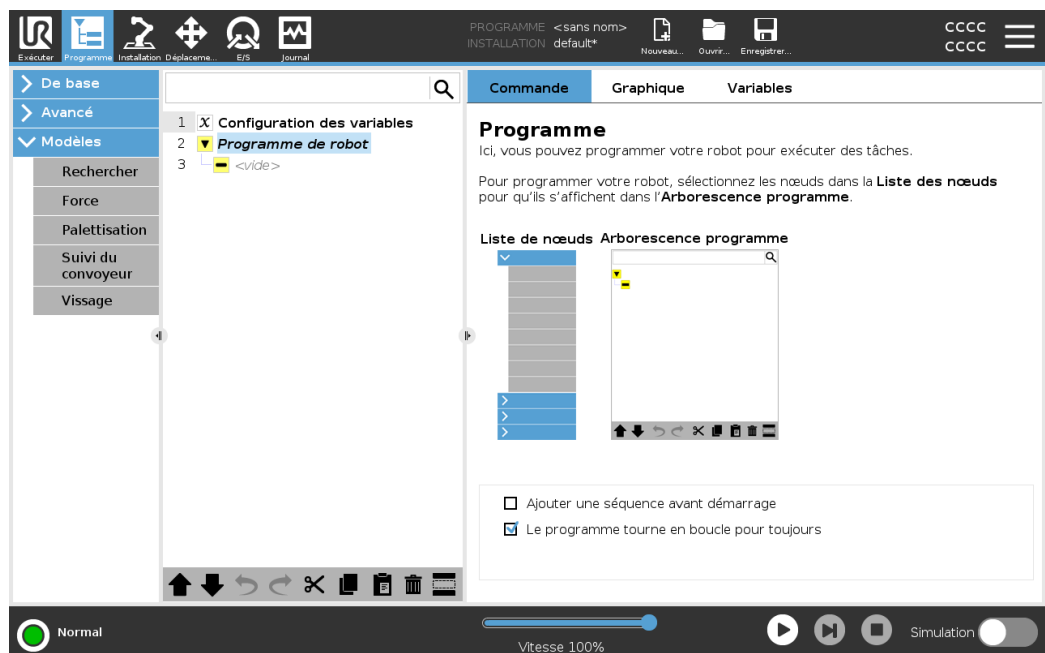 PROGRAMME <sans nom>
INSTALLATION default*
CCCC
CCCC
Exécuter
Programme
Installation
Déplaceme...
E/S
Journal
Nouveau...
Ouvrir...
Enregistrer...
De base
Avancé
Modèles
Rechercher
Force
Palettisation
Suivi du
convoyeur
Vissage
1 X Configuration des variables
2 Programme de robot
3 <vide>
Commande
Graphique
Variables
Programme
Ici, vous pouvez programmer votre robot pour exécuter des tâches.
Pour programmer votre robot, sélectionnez les nœuds dans la Liste des nœuds
pour qu'ils s'affichent dans l'Arborescence programme.
Liste de nœuds
Arborescence programme
Ajouter une séquence avant démarrage
Le programme tourne en boucle pour toujours
Normal
Vitesse 100%
Simulation